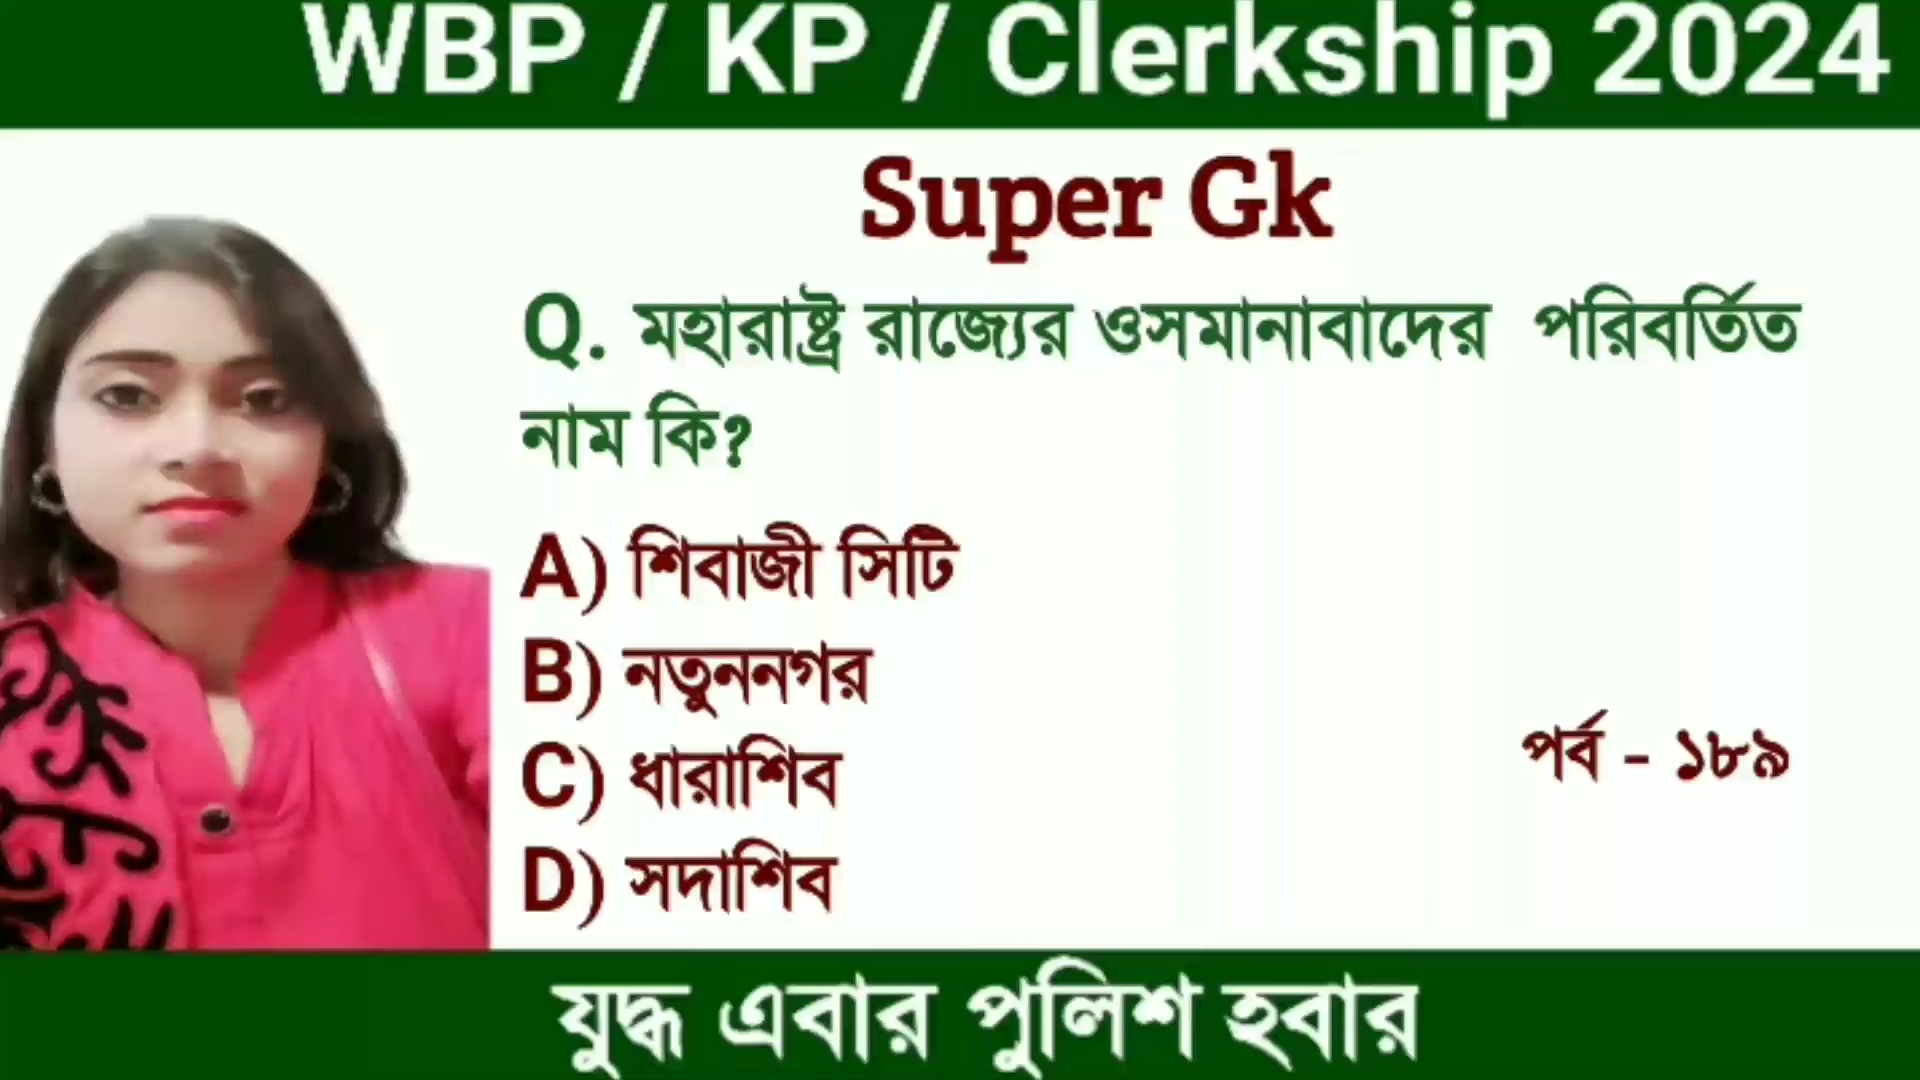 WBP / KP / Clerkship 2024
Super Gk
Q. মহারাষ্ট্র রাজ্যের ওসমানাবাদের পরিবর্তিত
নাম কি?
A) শিবাজী সিটি
B) নতুননগর
C) ধারাশিব
D) সদাশিব
পর্ব - ১৮৯
যুদ্ধ এবার পুলিশ হবার